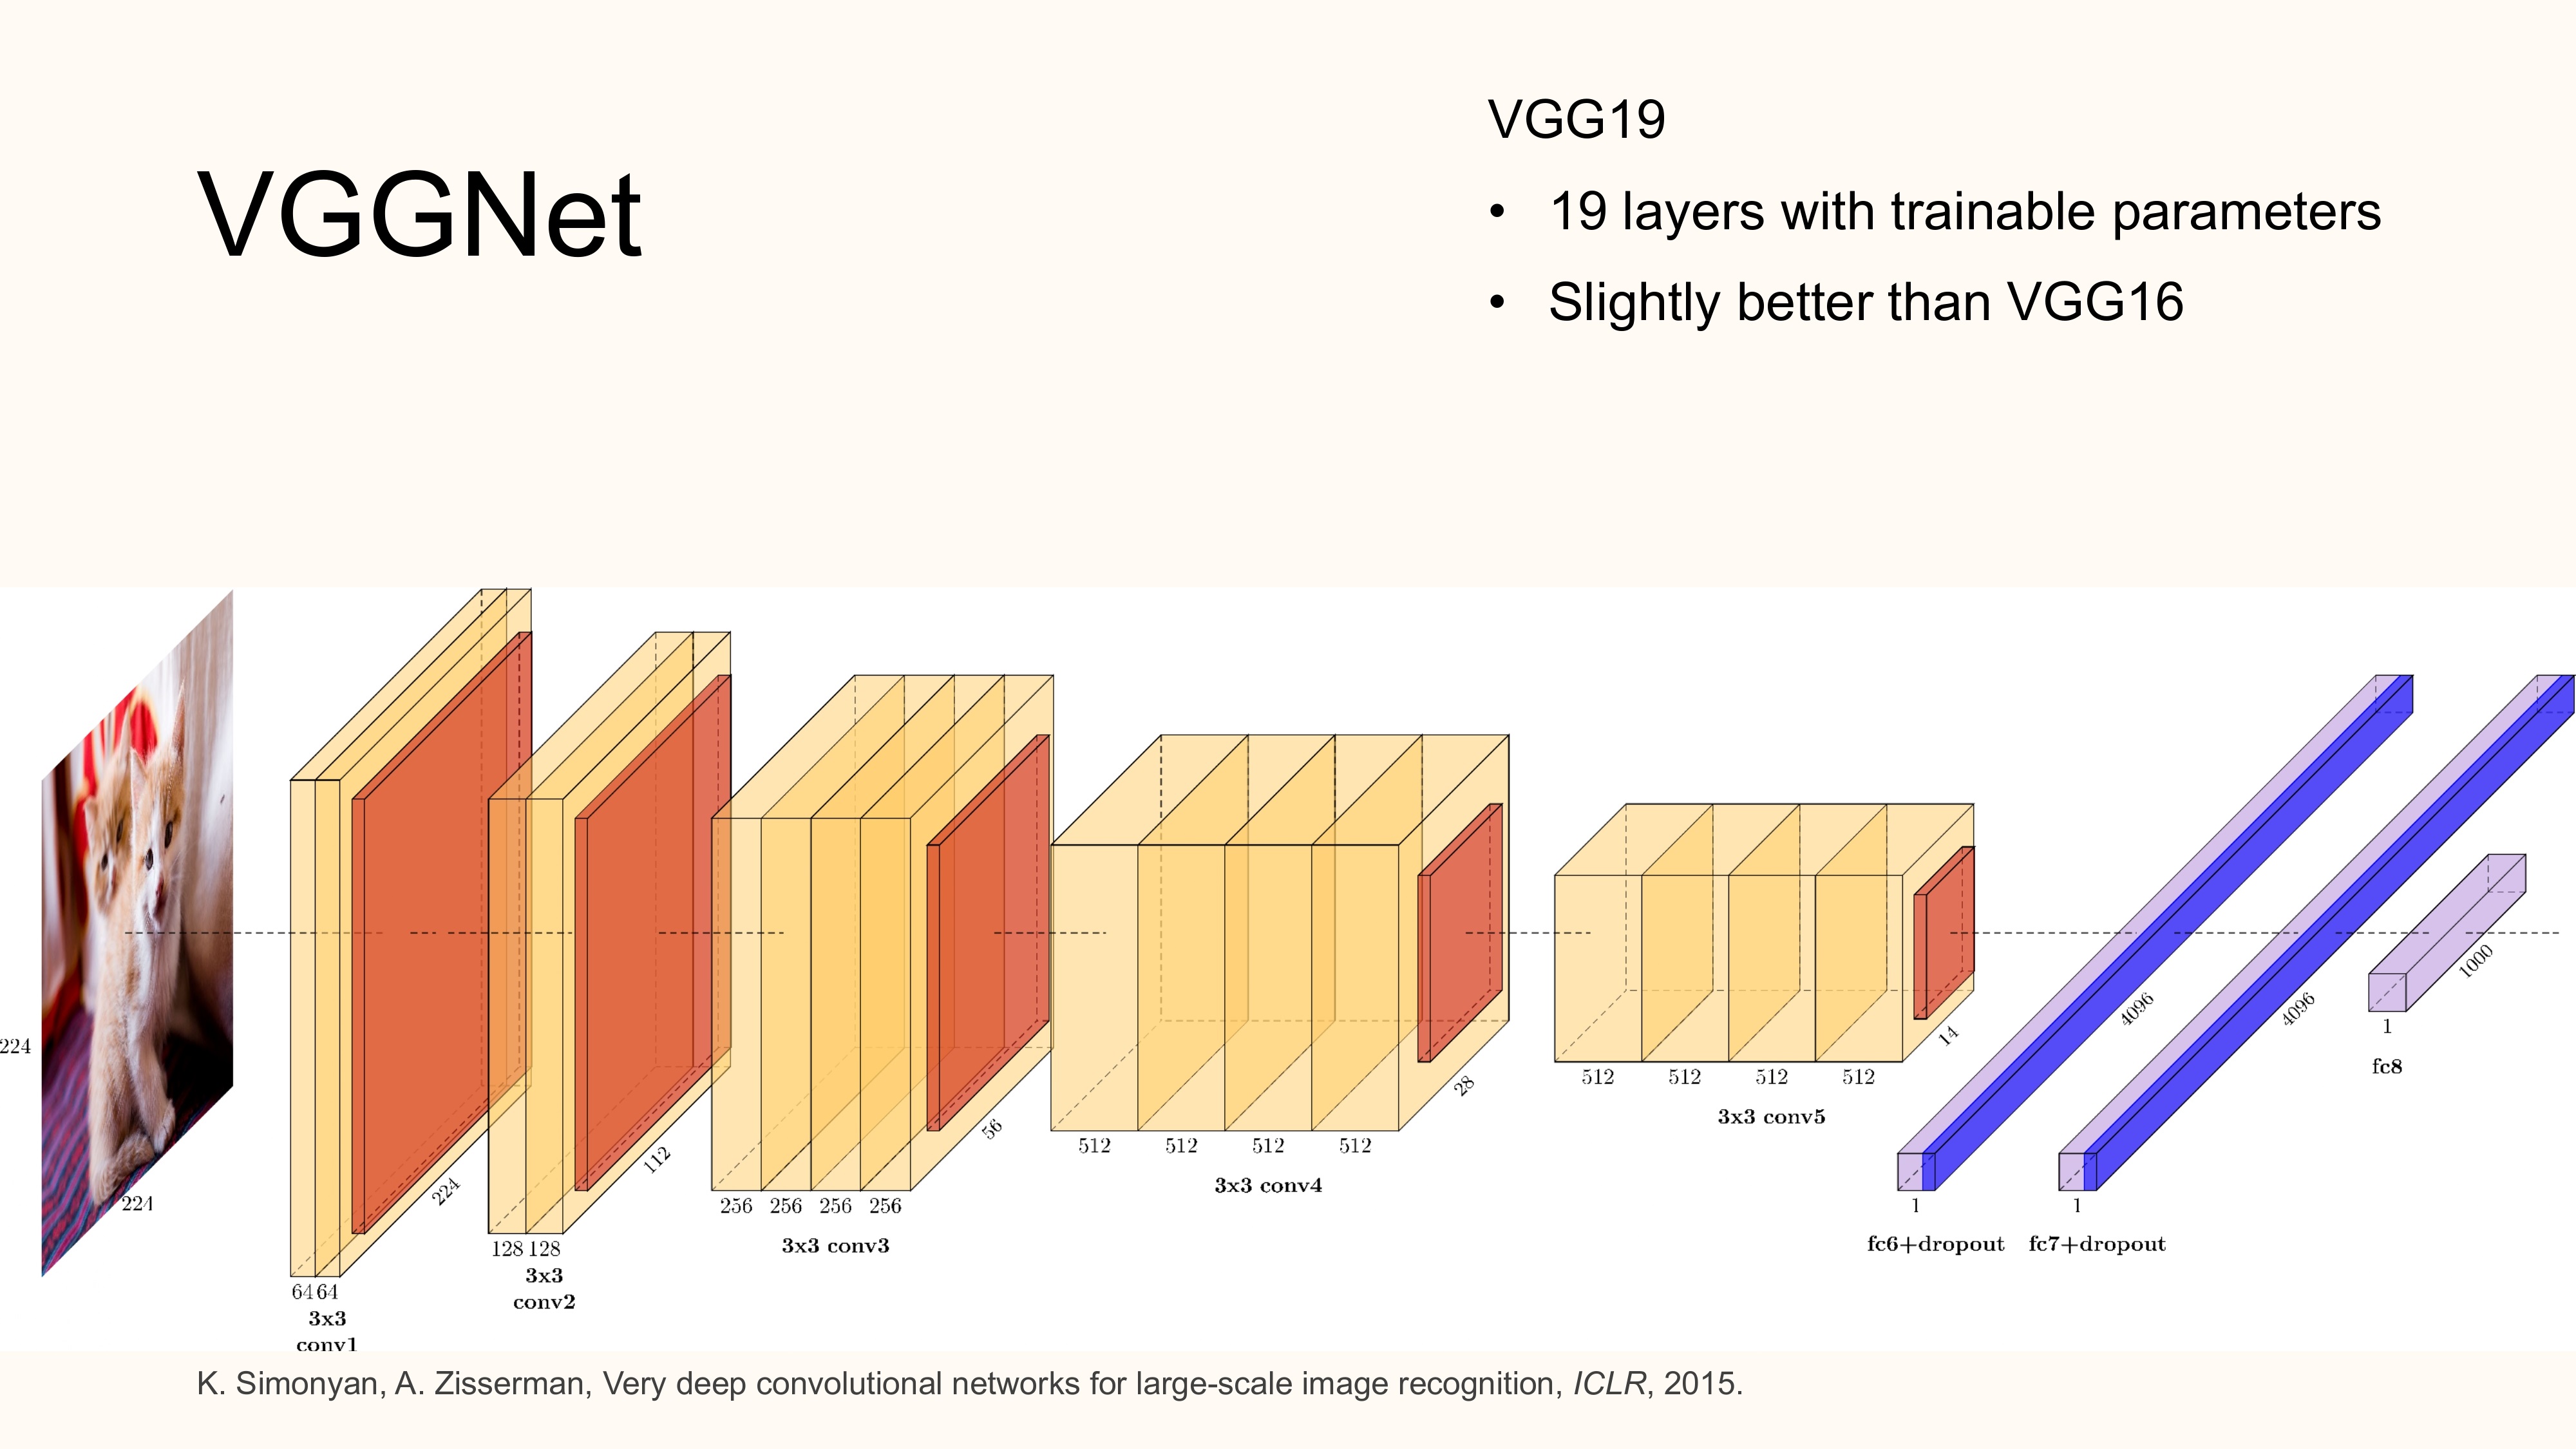 VGGNet
VGG19
• 19 layers with trainable parameters
• Slightly better than VGG16
224
224
64 64
3x3
conv1
224
128 128
3x3
conv2
112
256 256 256 256
3x3 conv3
56
512 512 512 512
3x3 conv4
28
512 512 512 512
3x3 conv5
14
1
fc6+dropout
4096
1
fc7+dropout
4096
1
fc8
1000
K. Simonyan, A. Zisserman, Very deep convolutional networks for large-scale image recognition, ICLR, 2015.